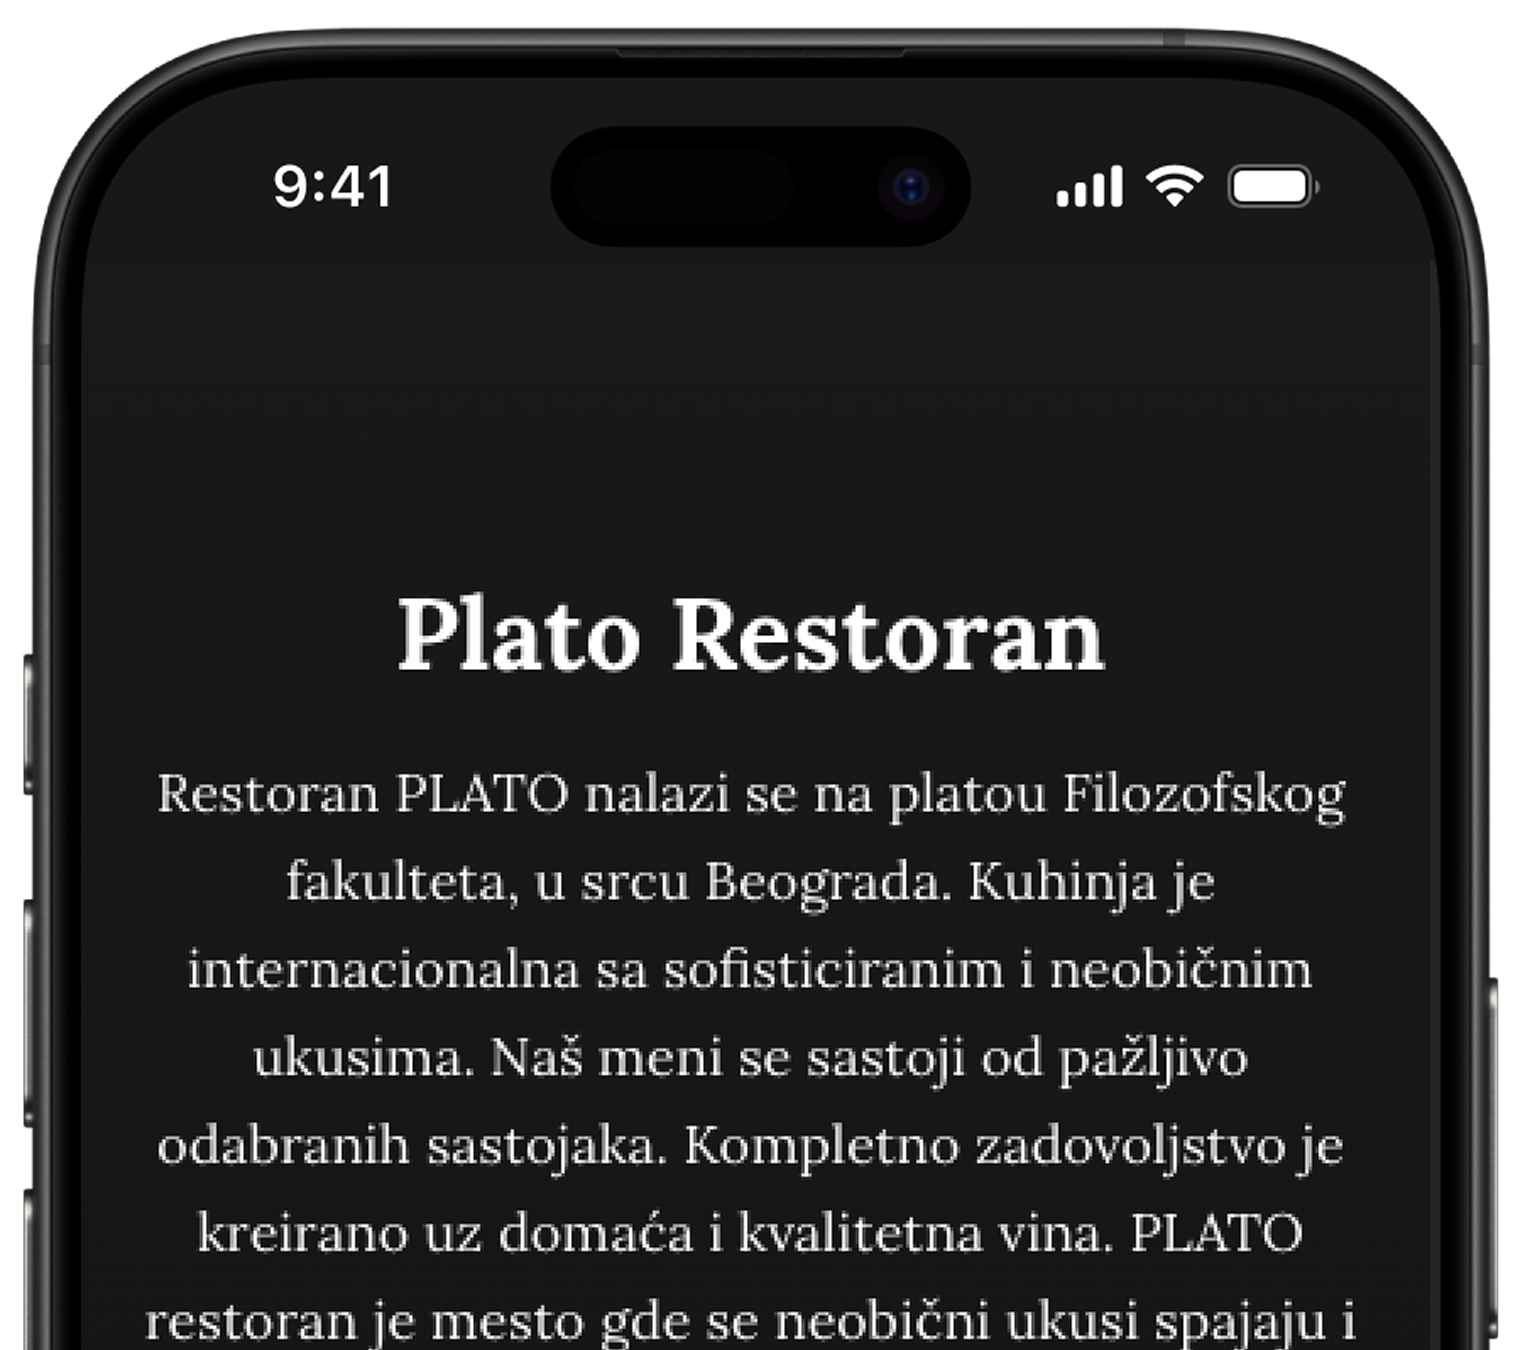 9:41
Plato Restoran
Restoran PLATO nalazi se na platou Filozofskog
fakulteta, u srcu Beograda. Kuhinja je
internacionalna sa sofisticiranim i neobičnim
ukusima. Naš meni se sastoji od pažljivo
odabranih sastojaka. Kompletno zadovoljstvo je
kreirano uz domaća i kvalitetna vina. PLATO
restoran je mesto gde se neobični ukusi spajaju i